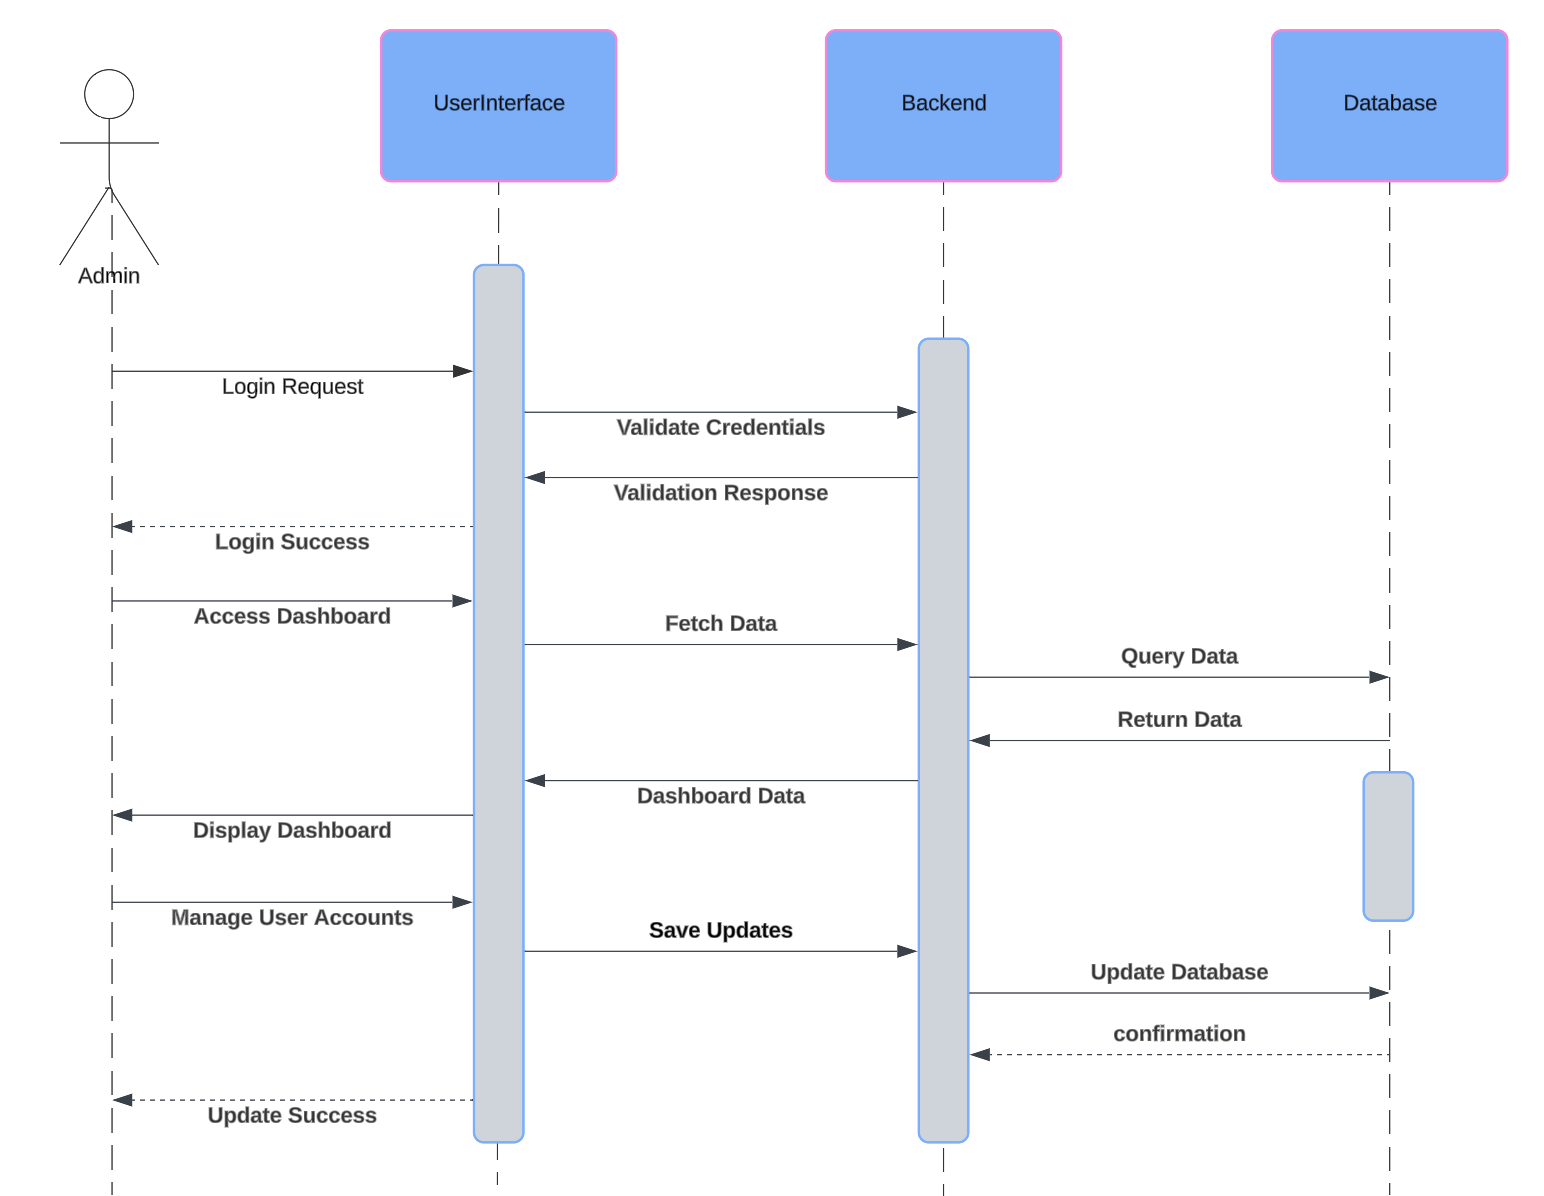 UserInterface
Backend
Database
Admin
Login Request
Validate Credentials
Validation Response
Login Success
Access Dashboard
Fetch Data
Query Data
Return Data
Dashboard Data
Display Dashboard
Manage User Accounts
Save Updates
Update Database
confirmation
Update Success